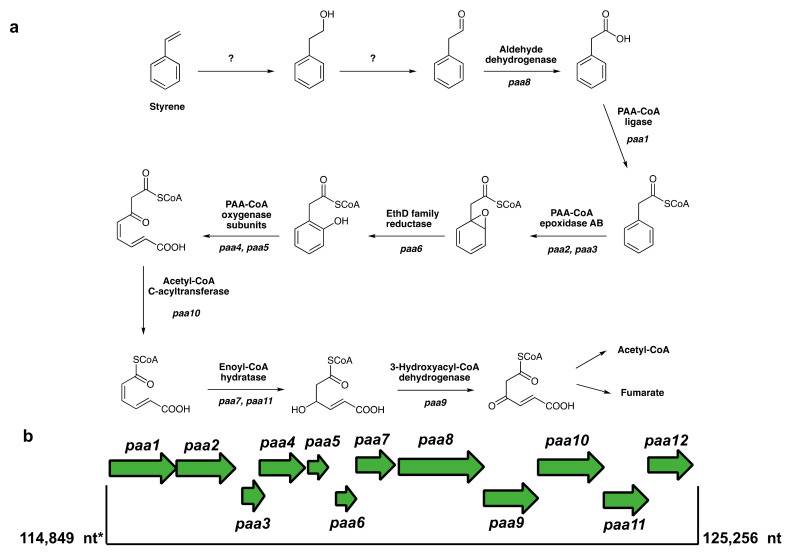 a
OH
O
O
OH
?
?
Aldehyde
dehydrogenase
paa8
Styrene
PAA-CoA
ligase
paa1
O
SCoA
O
COOH
PAA-CoA
oxygenase
subunits
paa4, paa5
O
SCoA
OH
EthD family
reductase
paa6
O
SCoA
O
PAA-CoA
epoxidase AB
paa2, paa3
O
SCoA
Acetyl-CoA
C-acyltransferase
paa10
SCoA
O
COOH
Enoyl-CoA
hydratase
paa7, paa11
SCoA
O
HO
COOH
3-Hydroxyacyl-CoA
dehydrogenase
paa9
SCoA
O
O
COOH
Acetyl-CoA
Fumarate
b
paa1 paa2 paa4 paa5 paa7 paa8 paa10 paa12
paa3 paa6 paa9 paa11
114,849 nt* 125,256 nt